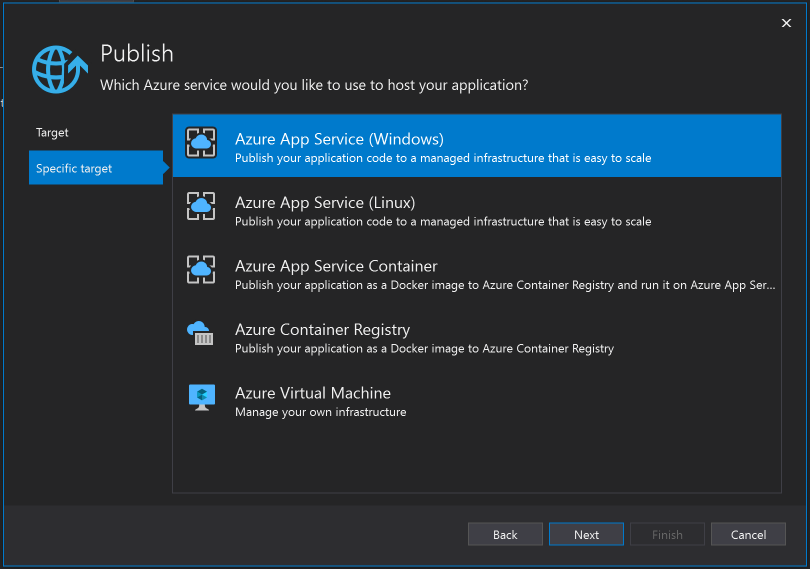 Publish
Which Azure service would you like to use to host your application?
Target
Specific target
Azure App Service (Windows)
Publish your application code to a managed infrastructure that is easy to scale
Azure App Service (Linux)
Publish your application code to a managed infrastructure that is easy to scale
Azure App Service Container
Publish your application as a Docker image to Azure Container Registry and run it on Azure App Ser...
Azure Container Registry
Publish your application as a Docker image to Azure Container Registry
Azure Virtual Machine
Manage your own infrastructure
Back
Next
Finish
Cancel